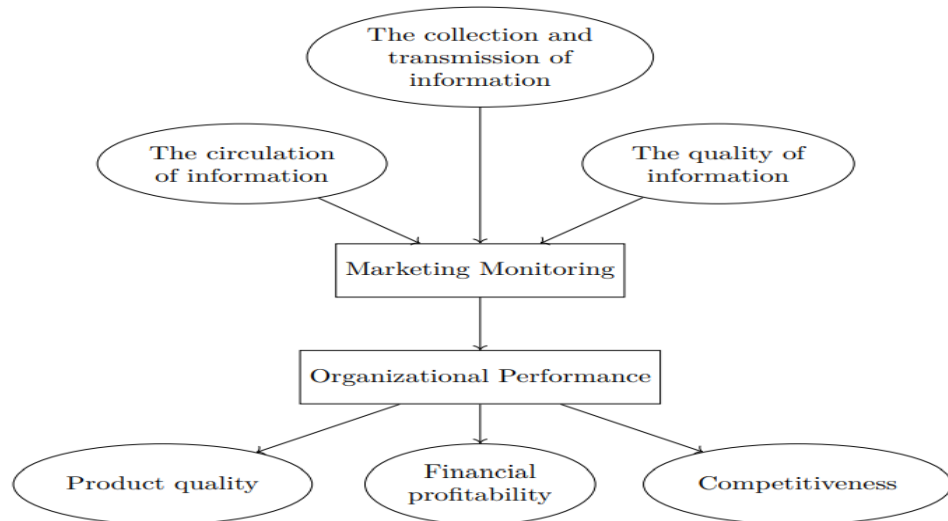 The collection and
transmission of
information
The circulation
of information
The quality of
information
Marketing Monitoring
Organizational Performance
Product quality
Financial
profitability
Competitiveness